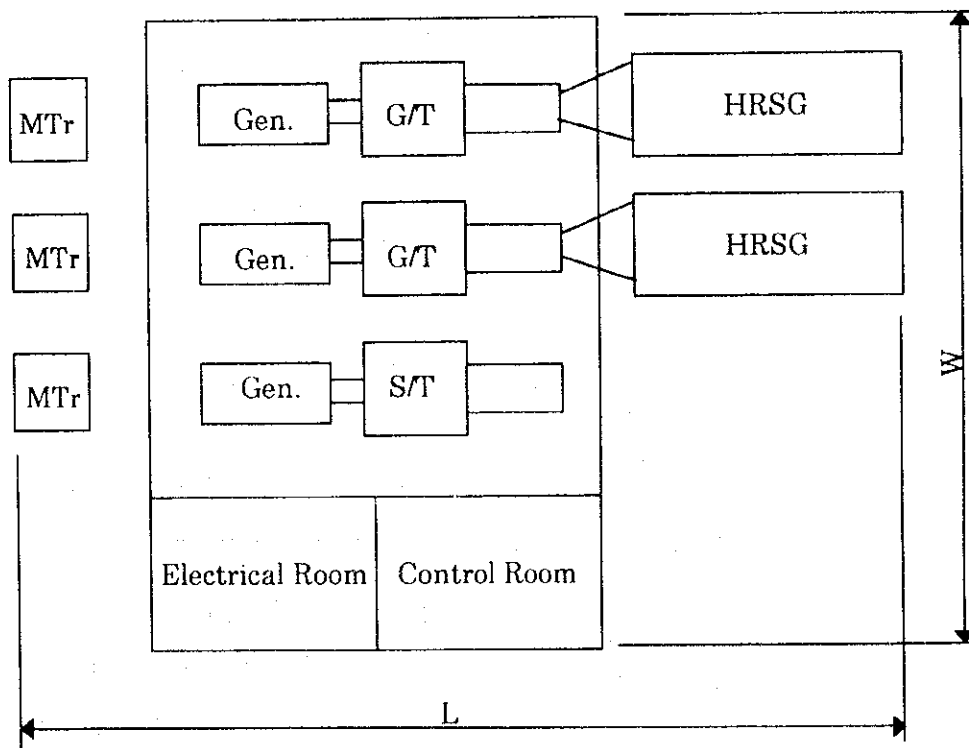 MTr
Gen.
G/T
HRSG
MTr
Gen.
G/T
HRSG
MTr
Gen.
S/T
W
Electrical Room
Control Room
L